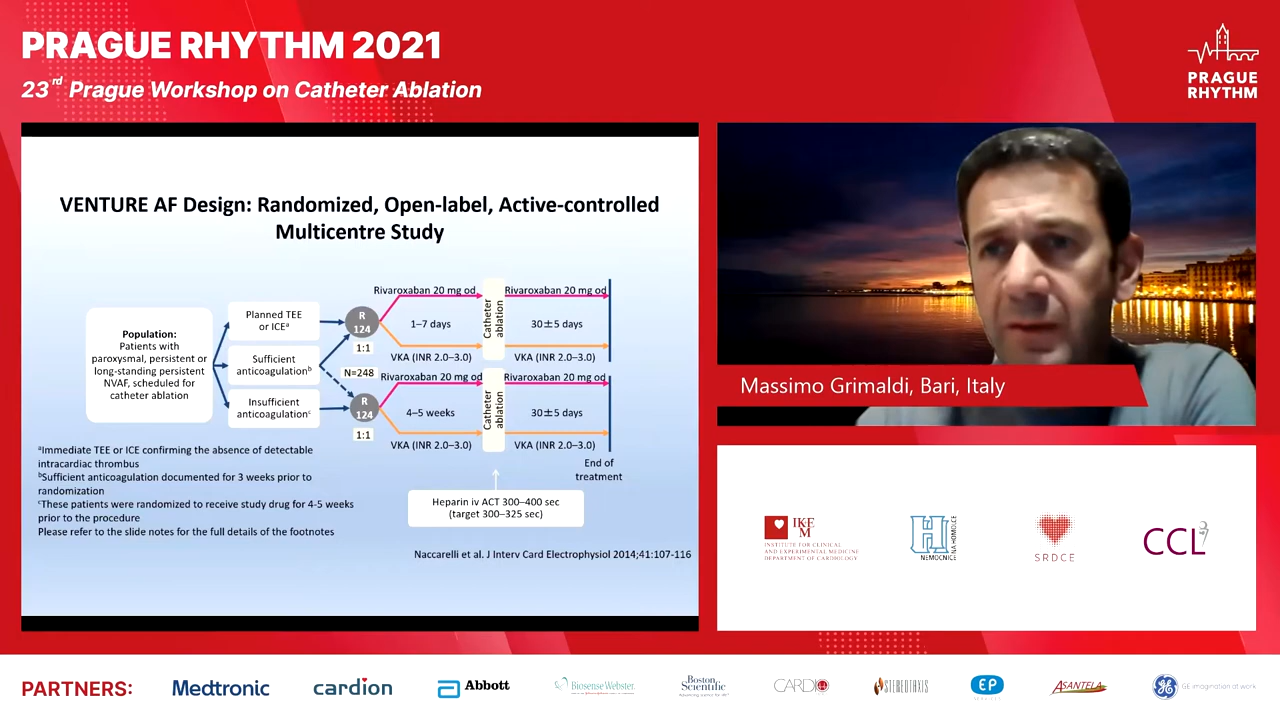 PRAGUE RHYTHM 2021
23rd Prague Workshop on Catheter Ablation
PRAGUE
RHYTHM
VENTURE AF Design: Randomized, Open-label, Active-controlled
Multicentre Study
Population:
Patients with
paroxysmal, persistent or
long-standing persistent
NVAF, scheduled for
catheter ablation
Planned TEE
or ICEa
Sufficient
anticoagulationb
Insufficient
anticoagulationc
R
124
1:1
N=248
R
124
1:1
Rivaroxaban 20 mg od
1–7 days
VKA (INR 2.0–3.0)
Catheter
ablation
Rivaroxaban 20 mg od
30±5 days
VKA (INR 2.0–3.0)
Rivaroxaban 20 mg od
4–5 weeks
VKA (INR 2.0–3.0)
Catheter
ablation
Rivaroxaban 20 mg od
30±5 days
VKA (INR 2.0–3.0)
End of
treatment
Heparin iv ACT 300–400 sec
(target 300–325 sec)
aImmediate TEE or ICE confirming the absence of detectable
intracardiac thrombus
bSufficient anticoagulation documented for 3 weeks prior to
randomization
cThese patients were randomized to receive study drug for 4-5 weeks
prior to the procedure
Please refer to the slide notes for the full details of the footnotes
Naccarelli et al. J Interv Card Electrophysiol 2014;41:107-116
Massimo Grimaldi, Bari, Italy
IKEM
INSTITUTE FOR CLINICAL
AND EXPERIMENTAL MEDICINE
DEPARTMENT OF CARDIOLOGY
NEMOCNICE
NA HOMOLCE
SRDCE
CCL
PARTNERS:
Medtronic
cardion
Abbott
Biosense Webster
Boston
Scientific
CARDIO
STEREOTAXIS
EP
ASANTELA
GE imagination at work